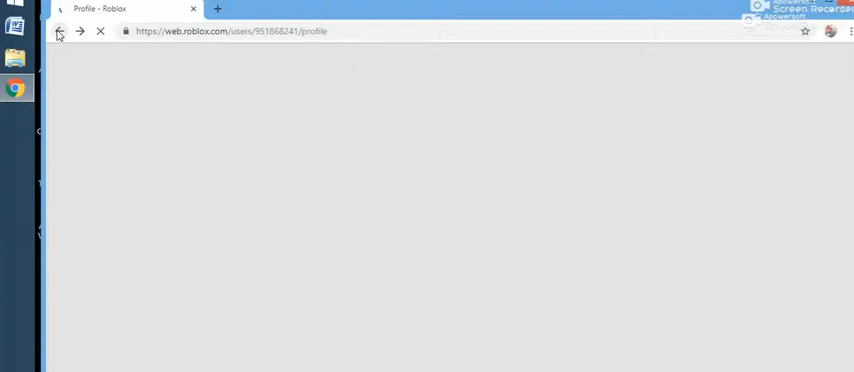 Apowersoft
Screen Recorder
Profile - Roblox
Apowersoft
https://web.roblox.com/users/951868241/profile